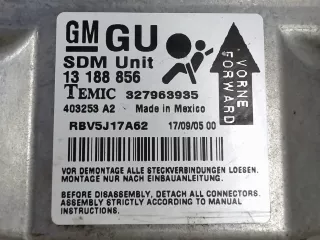 GM GU
SDM Unit
13 188 856
TEMIC 327963935
403253 A2 Made in Mexico
RBV5J17A62 17/09/05 00
VORNE
FORWARD
VOR DEMONTAGE ALLE STECKVERBINDUNGEN LOESEN.
MONTAGE NUR NACH EINBAUANLEITUNG.
BEFORE DISASSEMBLY, DETACH ALL CONNECTORS.
ASSEMBLY STRICTLY ACCORDING TO MANUAL
INSTRUCTIONS.